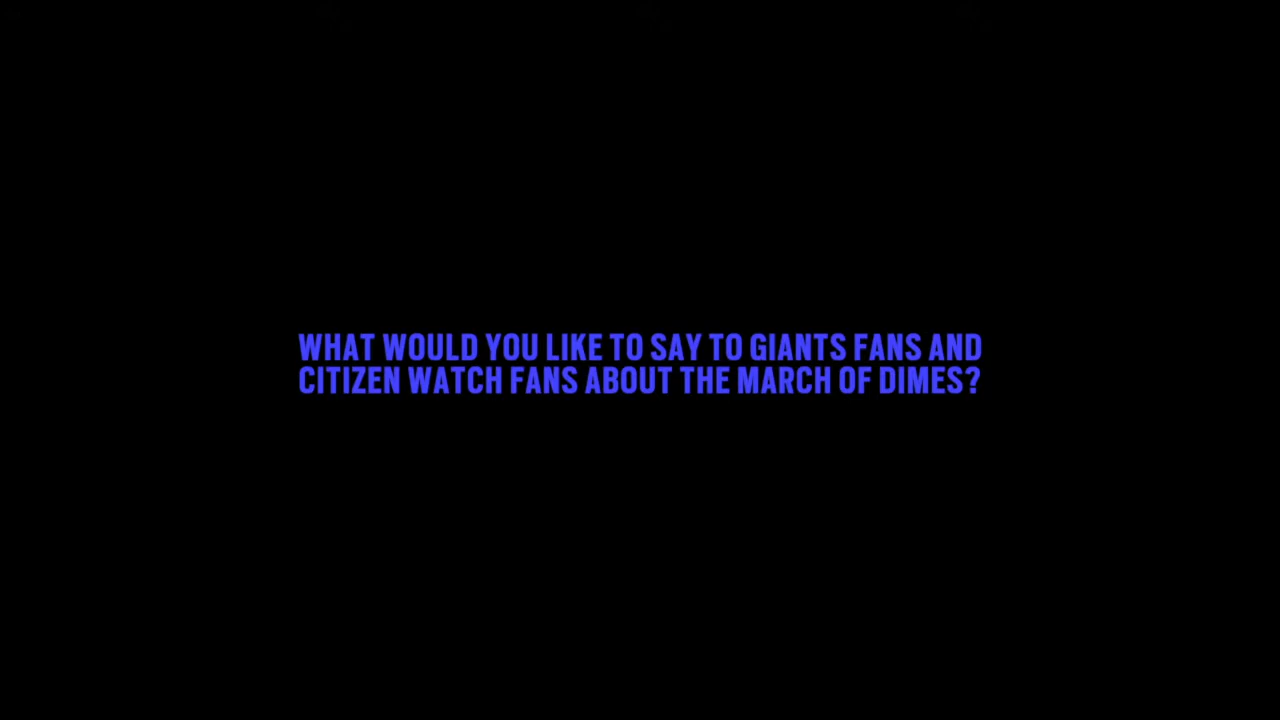 WHAT WOULD YOU LIKE TO SAY TO GIANTS FANS AND
CITIZEN WATCH FANS ABOUT THE MARCH OF DIMES?